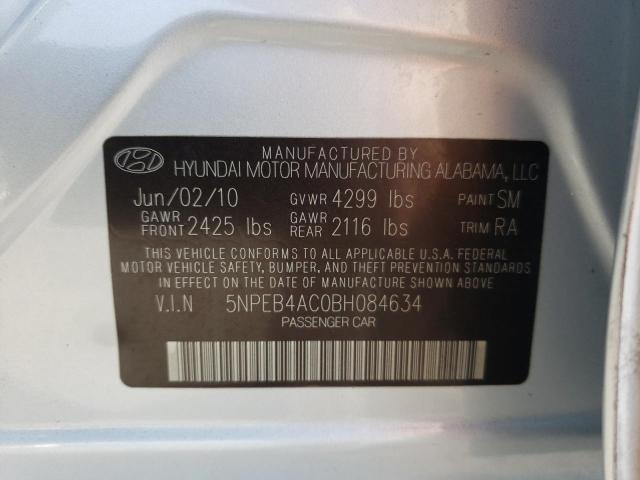 MANUFACTURED BY
HYUNDAI MOTOR MANUFACTURING ALABAMA, LLC
Jun/02/10 GVWR 4299 lbs PAINT SM
GAWR FRONT 2425 lbs GAWR REAR 2116 lbs TRIM RA
THIS VEHICLE CONFORMS TO ALL APPLICABLE U.S.A. FEDERAL
MOTOR VEHICLE SAFETY, BUMPER, AND THEFT PREVENTION
STANDARDS IN EFFECT ON THE DATE OF MANUFACTURE SHOWN ABOVE.
V.I.N 5NPEB4AC0BH084634
PASSENGER CAR